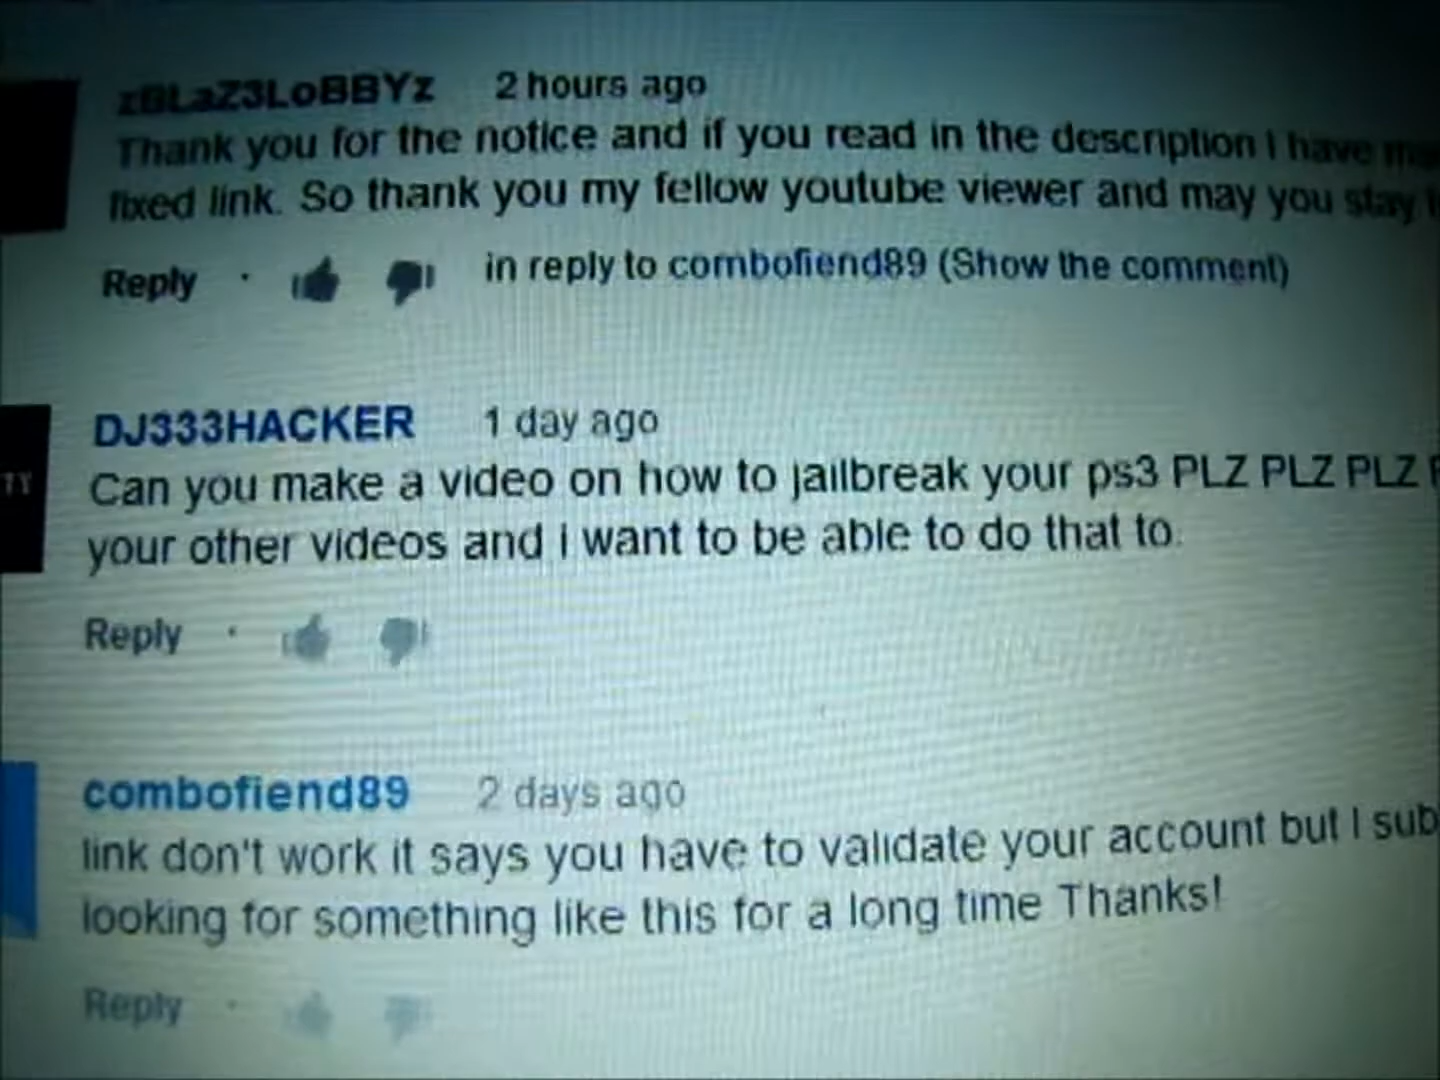 zBLaZ3LoBBYz 2 hours ago
Thank you for the notice and if you read in the description I have
fixed link. So thank you my fellow youtube viewer and may you stay
Reply · in reply to combofiend89 (Show the comment)
DJ333HACKER 1 day ago
TY
Can you make a video on how to jailbreak your ps3 PLZ PLZ PLZ
your other videos and i want to be able to do that to.
Reply ·
combofiend89 2 days ago
link don't work it says you have to validate your account but I sub
looking for something like this for a long time Thanks!
Reply ·